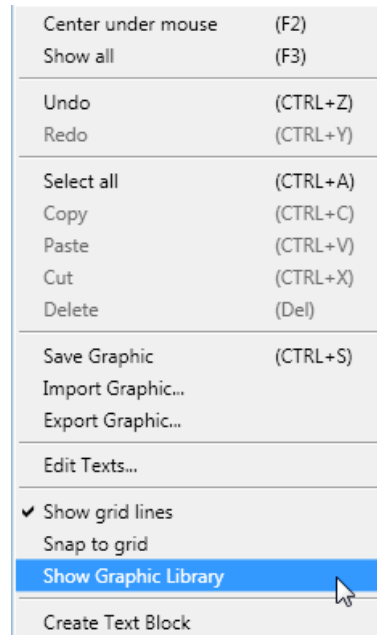 Center under mouse (F2)
Show all (F3)
Undo (CTRL+Z)
Redo (CTRL+Y)
Select all (CTRL+A)
Copy (CTRL+C)
Paste (CTRL+V)
Cut (CTRL+X)
Delete (Del)
Save Graphic (CTRL+S)
Import Graphic...
Export Graphic...
Edit Texts...
Show grid lines
Snap to grid
Show Graphic Library
Create Text Block